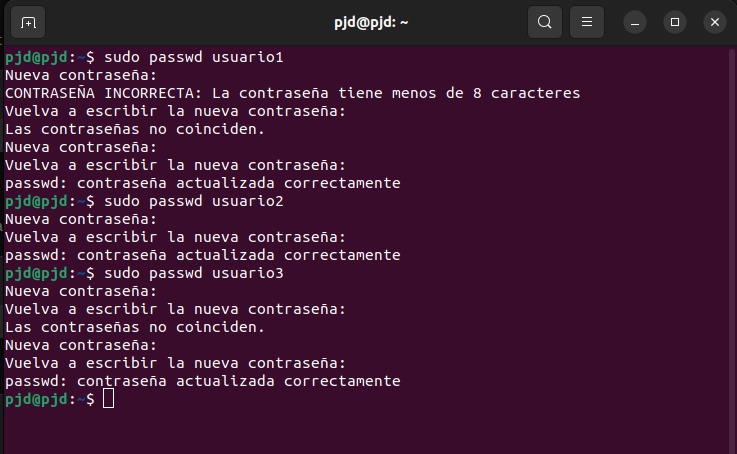 pjd@pjd: ~
pjd@pjd:~$ sudo passwd usuario1
Nueva contraseña:
CONTRASEÑA INCORRECTA: La contraseña tiene menos de 8 caracteres
Vuelva a escribir la nueva contraseña:
Las contraseñas no coinciden.
Nueva contraseña:
Vuelva a escribir la nueva contraseña:
passwd: contraseña actualizada correctamente
pjd@pjd:~$ sudo passwd usuario2
Nueva contraseña:
Vuelva a escribir la nueva contraseña:
passwd: contraseña actualizada correctamente
pjd@pjd:~$ sudo passwd usuario3
Nueva contraseña:
Vuelva a escribir la nueva contraseña:
Las contraseñas no coinciden.
Nueva contraseña:
Vuelva a escribir la nueva contraseña:
passwd: contraseña actualizada correctamente
pjd@pjd:~$